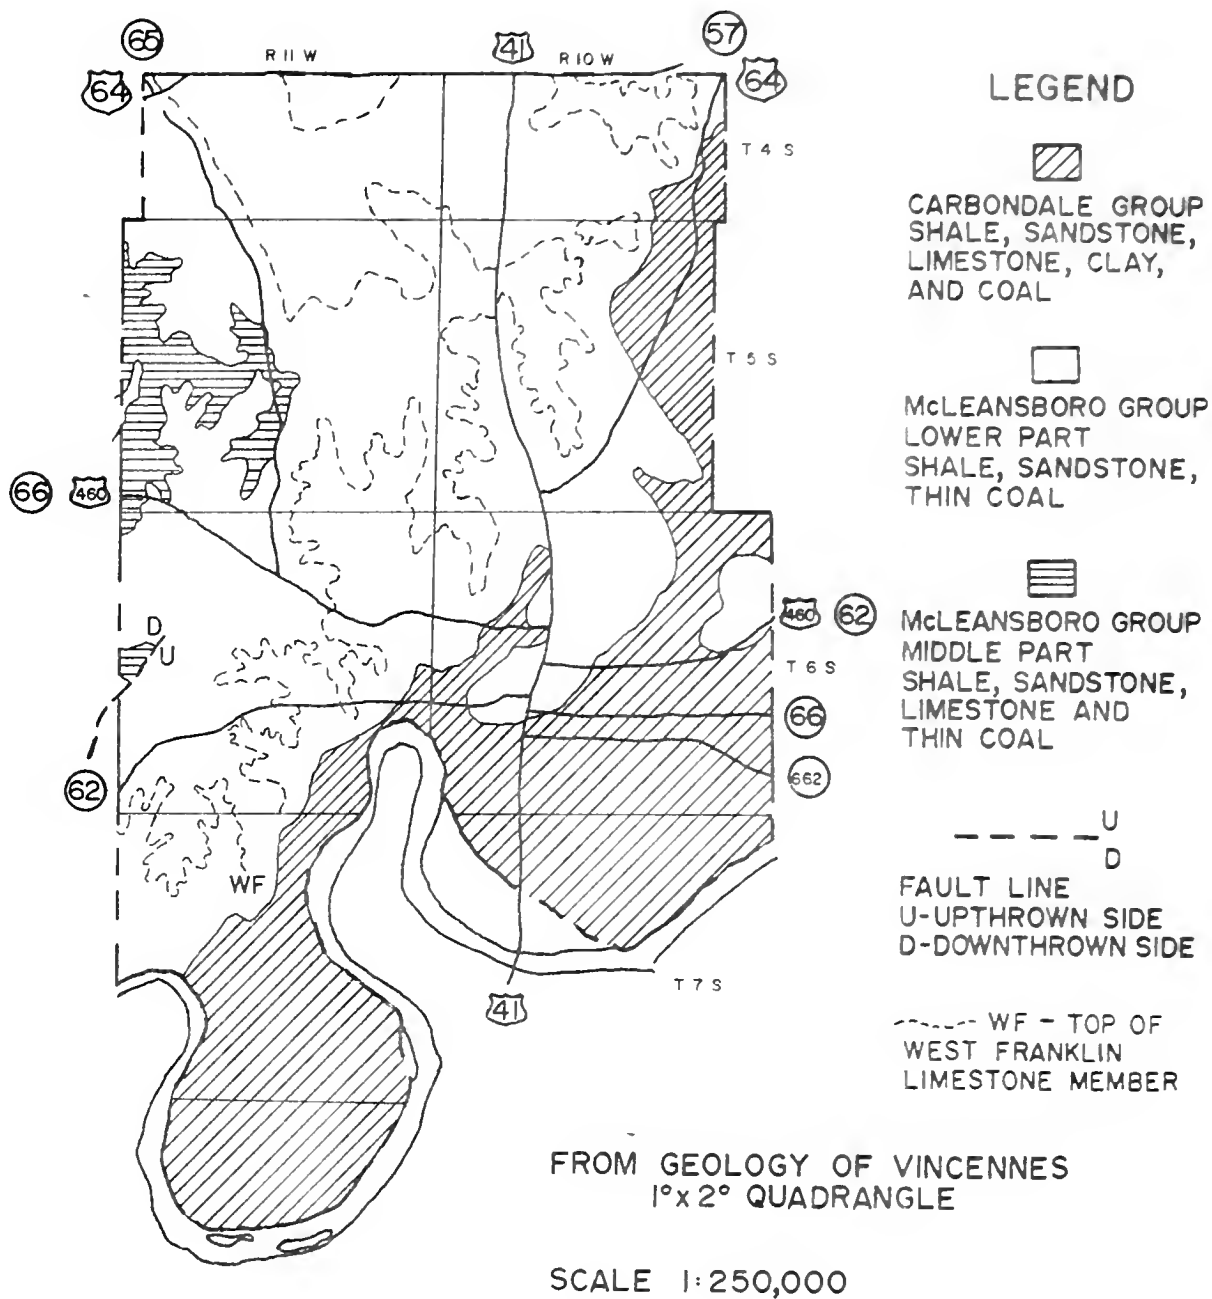 65
57
R 11 W
41
R 10 W
64
64
T 4 S
T 5 S
66 460
460 62
D
U
T 6 S
66
62
662
WF
T 7 S
41
LEGEND
CARBONDALE GROUP
SHALE, SANDSTONE,
LIMESTONE, CLAY,
AND COAL
McLEANSBORO GROUP
LOWER PART
SHALE, SANDSTONE,
THIN COAL
McLEANSBORO GROUP
MIDDLE PART
SHALE, SANDSTONE,
LIMESTONE AND
THIN COAL
U
D
FAULT LINE
U-UPTHROWN SIDE
D-DOWNTHROWN SIDE
WF - TOP OF
WEST FRANKLIN
LIMESTONE MEMBER
FROM GEOLOGY OF VINCENNES
1° x 2° QUADRANGLE
SCALE 1:250,000